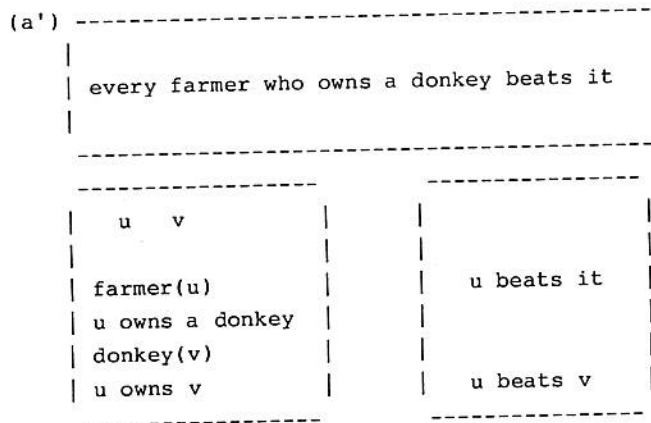 (a')
every farmer who owns a donkey beats it
u v
farmer(u)
u owns a donkey
donkey(v)
u owns v
u beats it
u beats v